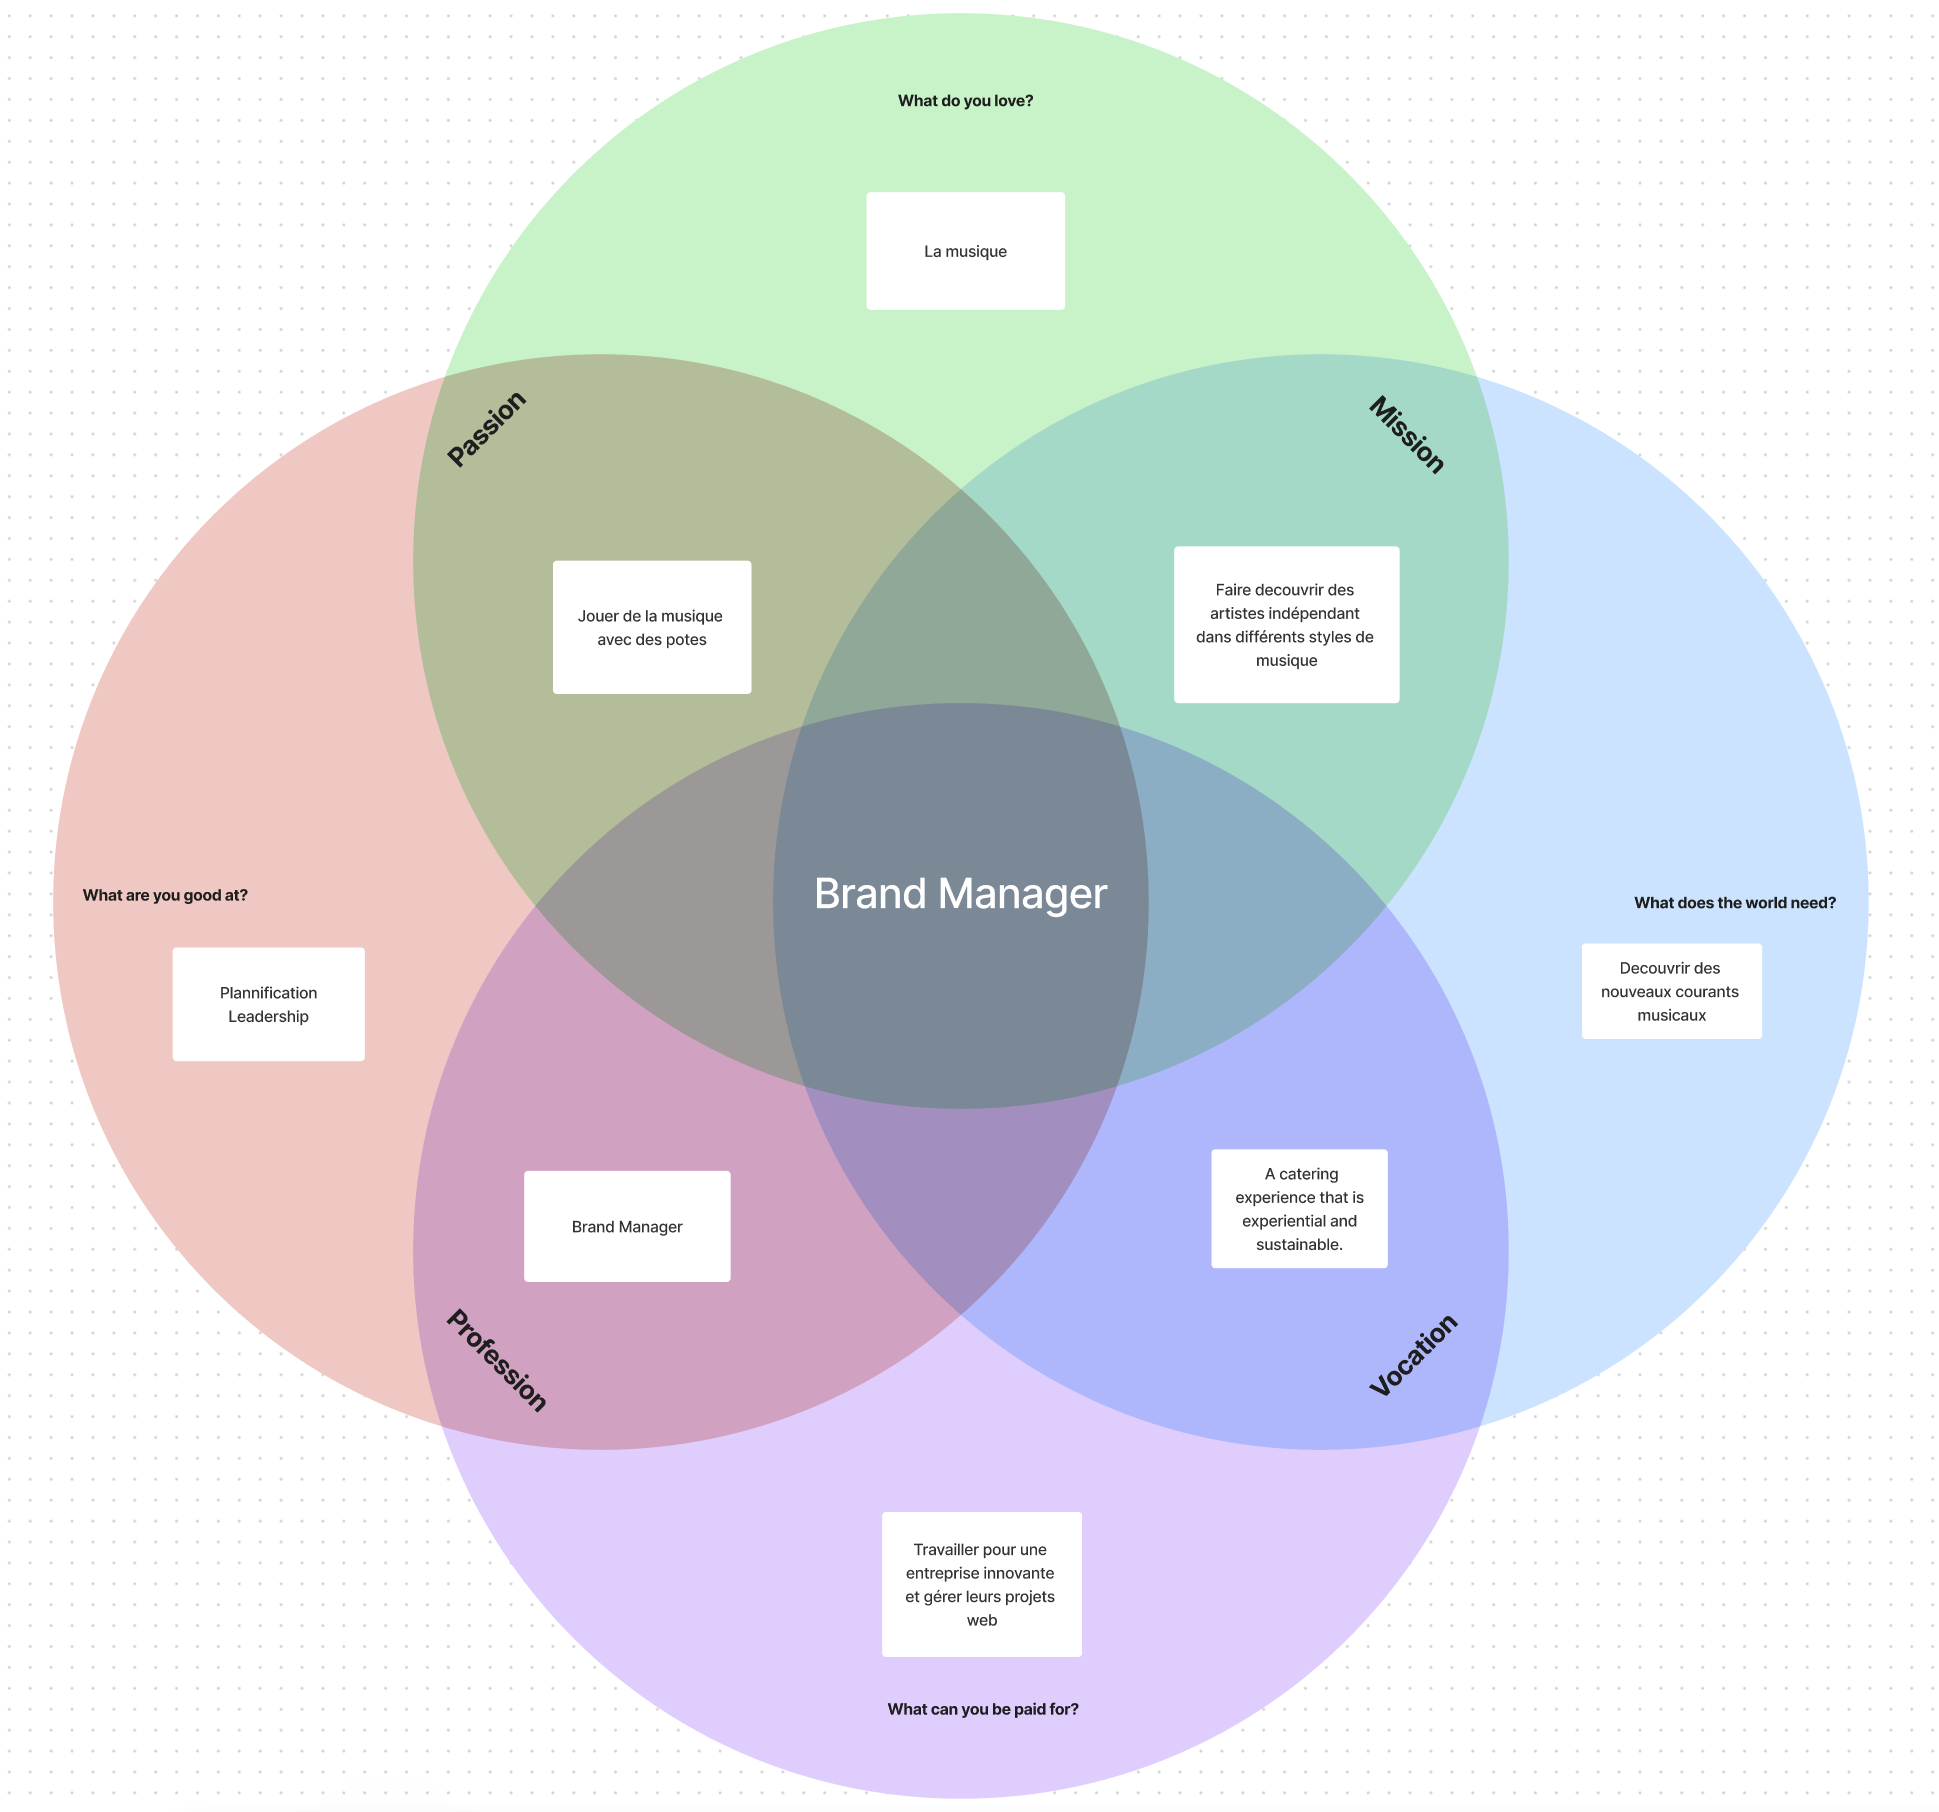 What do you love?
La musique
Passion
Mission
Jouer de la musique
avec des potes
Faire decouvrir des
artistes indépendant
dans différents styles de
musique
Brand Manager
What are you good at?
Plannification
Leadership
What does the world need?
Decouvrir des
nouveaux courants
musicaux
Brand Manager
A catering
experience that is
experiential and
sustainable.
Profession
Vocation
Travailler pour une
entreprise innovante
et gérer leurs projets
web
What can you be paid for?